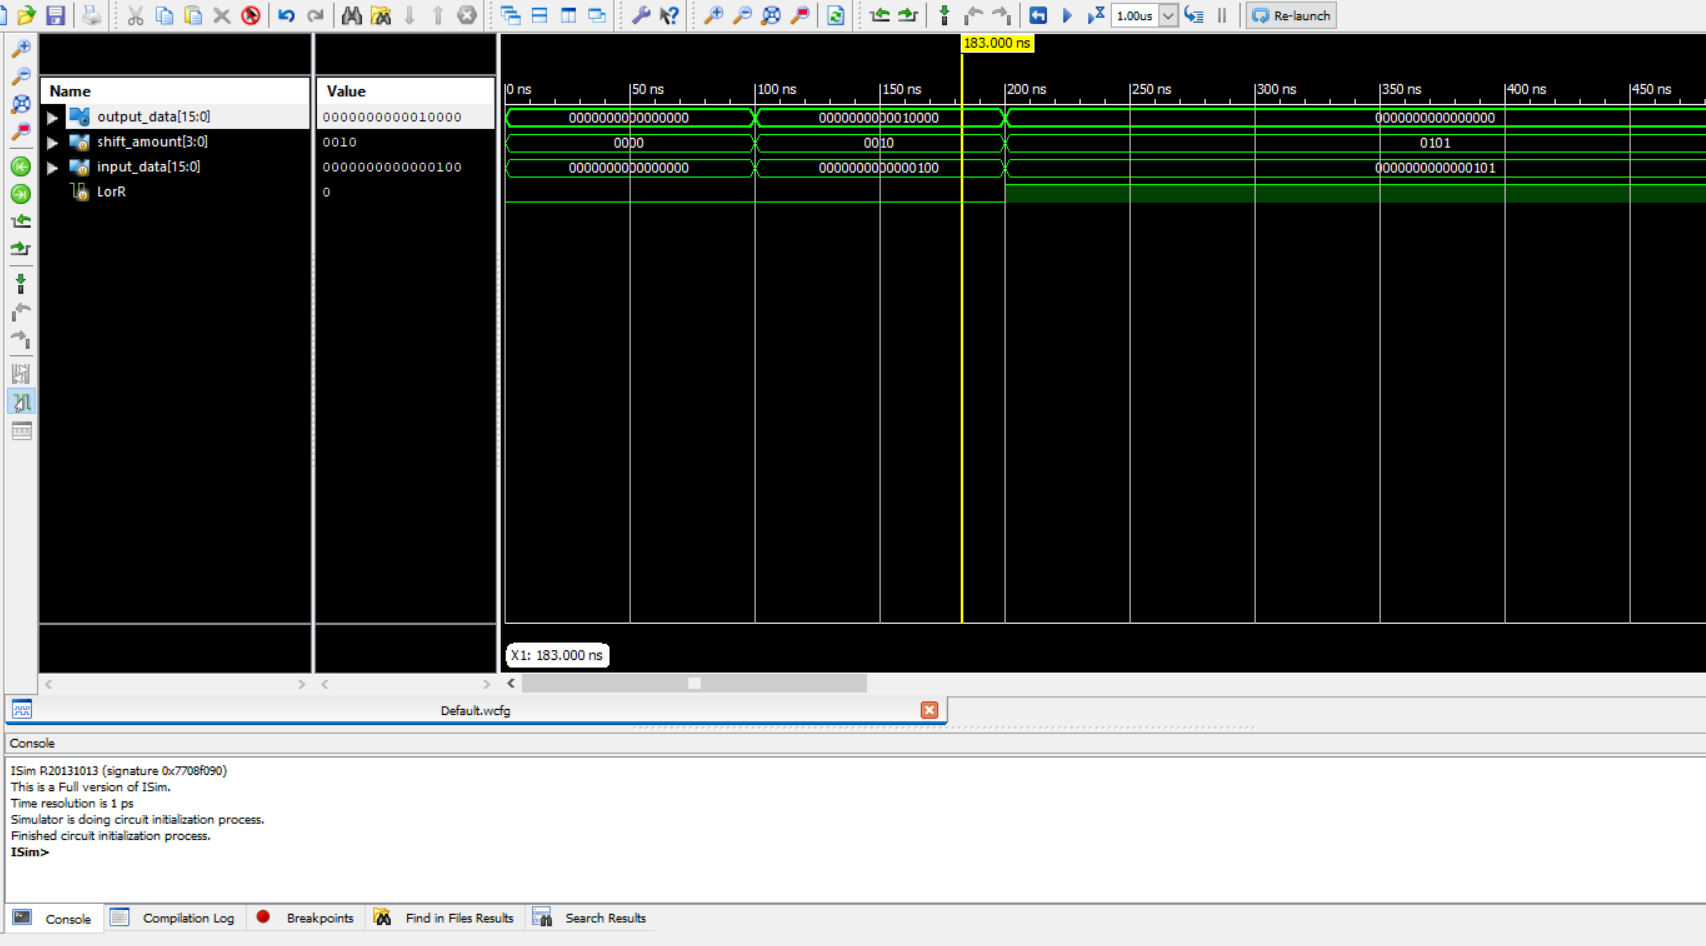 1.00us Re-launch
183.000 ns
Name Value
0 ns 50 ns 100 ns 150 ns 200 ns 250 ns 300 ns 350 ns 400 ns 450 ns
output_data[15:0] 0000000000010000 0000000000000000 0000000000010000 0000000000000000
shift_amount[3:0] 0010 0000 0010 0101
input_data[15:0] 0000000000000100 0000000000000000 0000000000000100 0000000000000101
LorR 0
X1: 183.000 ns
Default.wcfg
Console
ISim P.20131013 (signature 0x7708f090)
This is a Full version of ISim.
Time resolution is 1 ps
Simulator is doing circuit initialization process.
Finished circuit initialization process.
ISim>
Console Compilation Log Breakpoints Find in Files Results Search Results